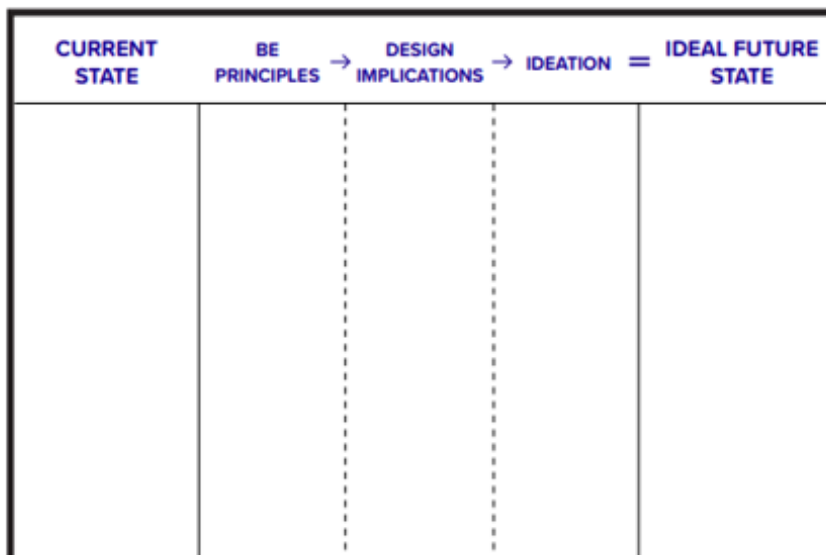 CURRENT STATE
BE PRINCIPLES → DESIGN IMPLICATIONS → IDEATION = IDEAL FUTURE STATE